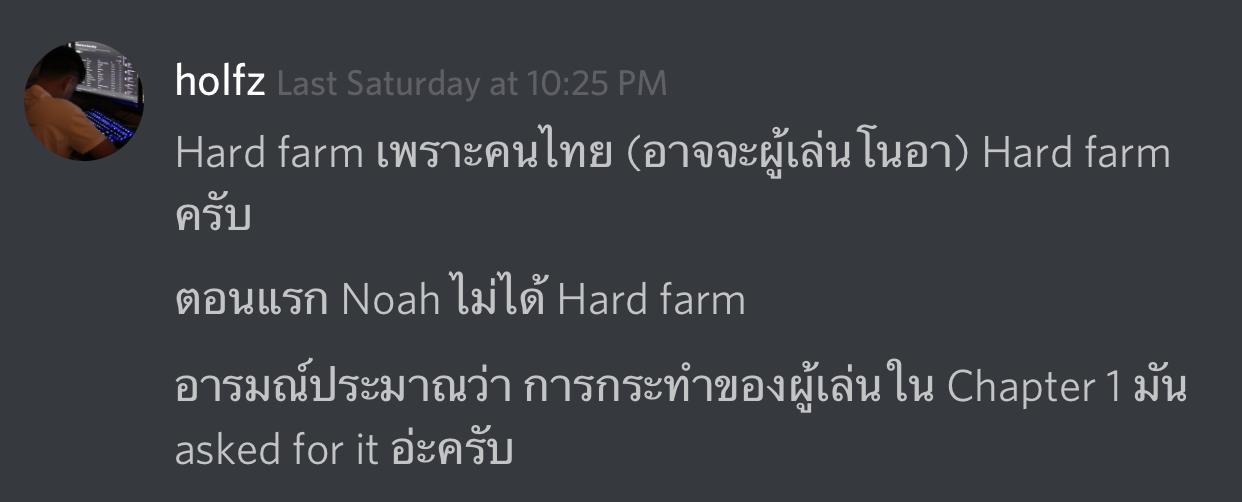 holfz Last Saturday at 10:25 PM
Hard farm เพราะคนไทย (อาจจะผู้เล่นโนอา) Hard farm
ครับ
ตอนแรก Noah ไม่ได้ Hard farm
อารมณ์ประมาณว่า การกระทำของผู้เล่นใน Chapter 1 มัน
asked for it อ่ะครับ